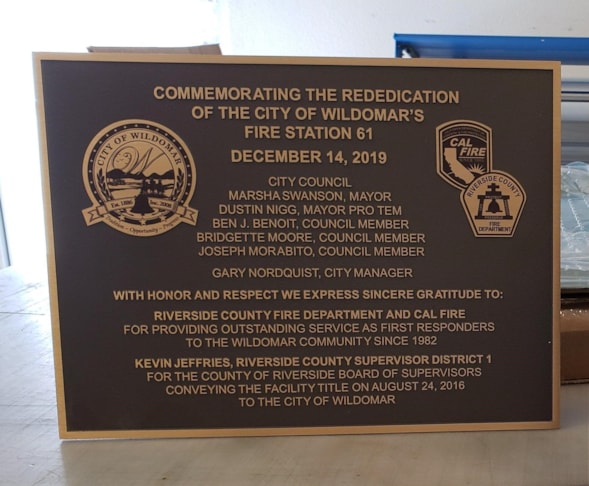 COMMEMORATING THE REDEDICATION
OF THE CITY OF WILDOMAR'S
FIRE STATION 61
DECEMBER 14, 2019
CITY OF WILDOMAR
W
Est. 1886 Inc. 2008
Opportunity
CAL
FIRE
RIVERSIDE COUNTY
FIRE
DEPARTMENT
CITY COUNCIL
MARSHA SWANSON, MAYOR
DUSTIN NIGG, MAYOR PRO TEM
BEN J. BENOIT, COUNCIL MEMBER
BRIDGETTE MOORE, COUNCIL MEMBER
JOSEPH MORABITO, COUNCIL MEMBER
GARY NORDQUIST, CITY MANAGER
WITH HONOR AND RESPECT WE EXPRESS SINCERE GRATITUDE TO:
RIVERSIDE COUNTY FIRE DEPARTMENT AND CAL FIRE
FOR PROVIDING OUTSTANDING SERVICE AS FIRST RESPONDERS
TO THE WILDOMAR COMMUNITY SINCE 1982
KEVIN JEFFRIES, RIVERSIDE COUNTY SUPERVISOR DISTRICT 1
FOR THE COUNTY OF RIVERSIDE BOARD OF SUPERVISORS
CONVEYING THE FACILITY TITLE ON AUGUST 24, 2016
TO THE CITY OF WILDOMAR